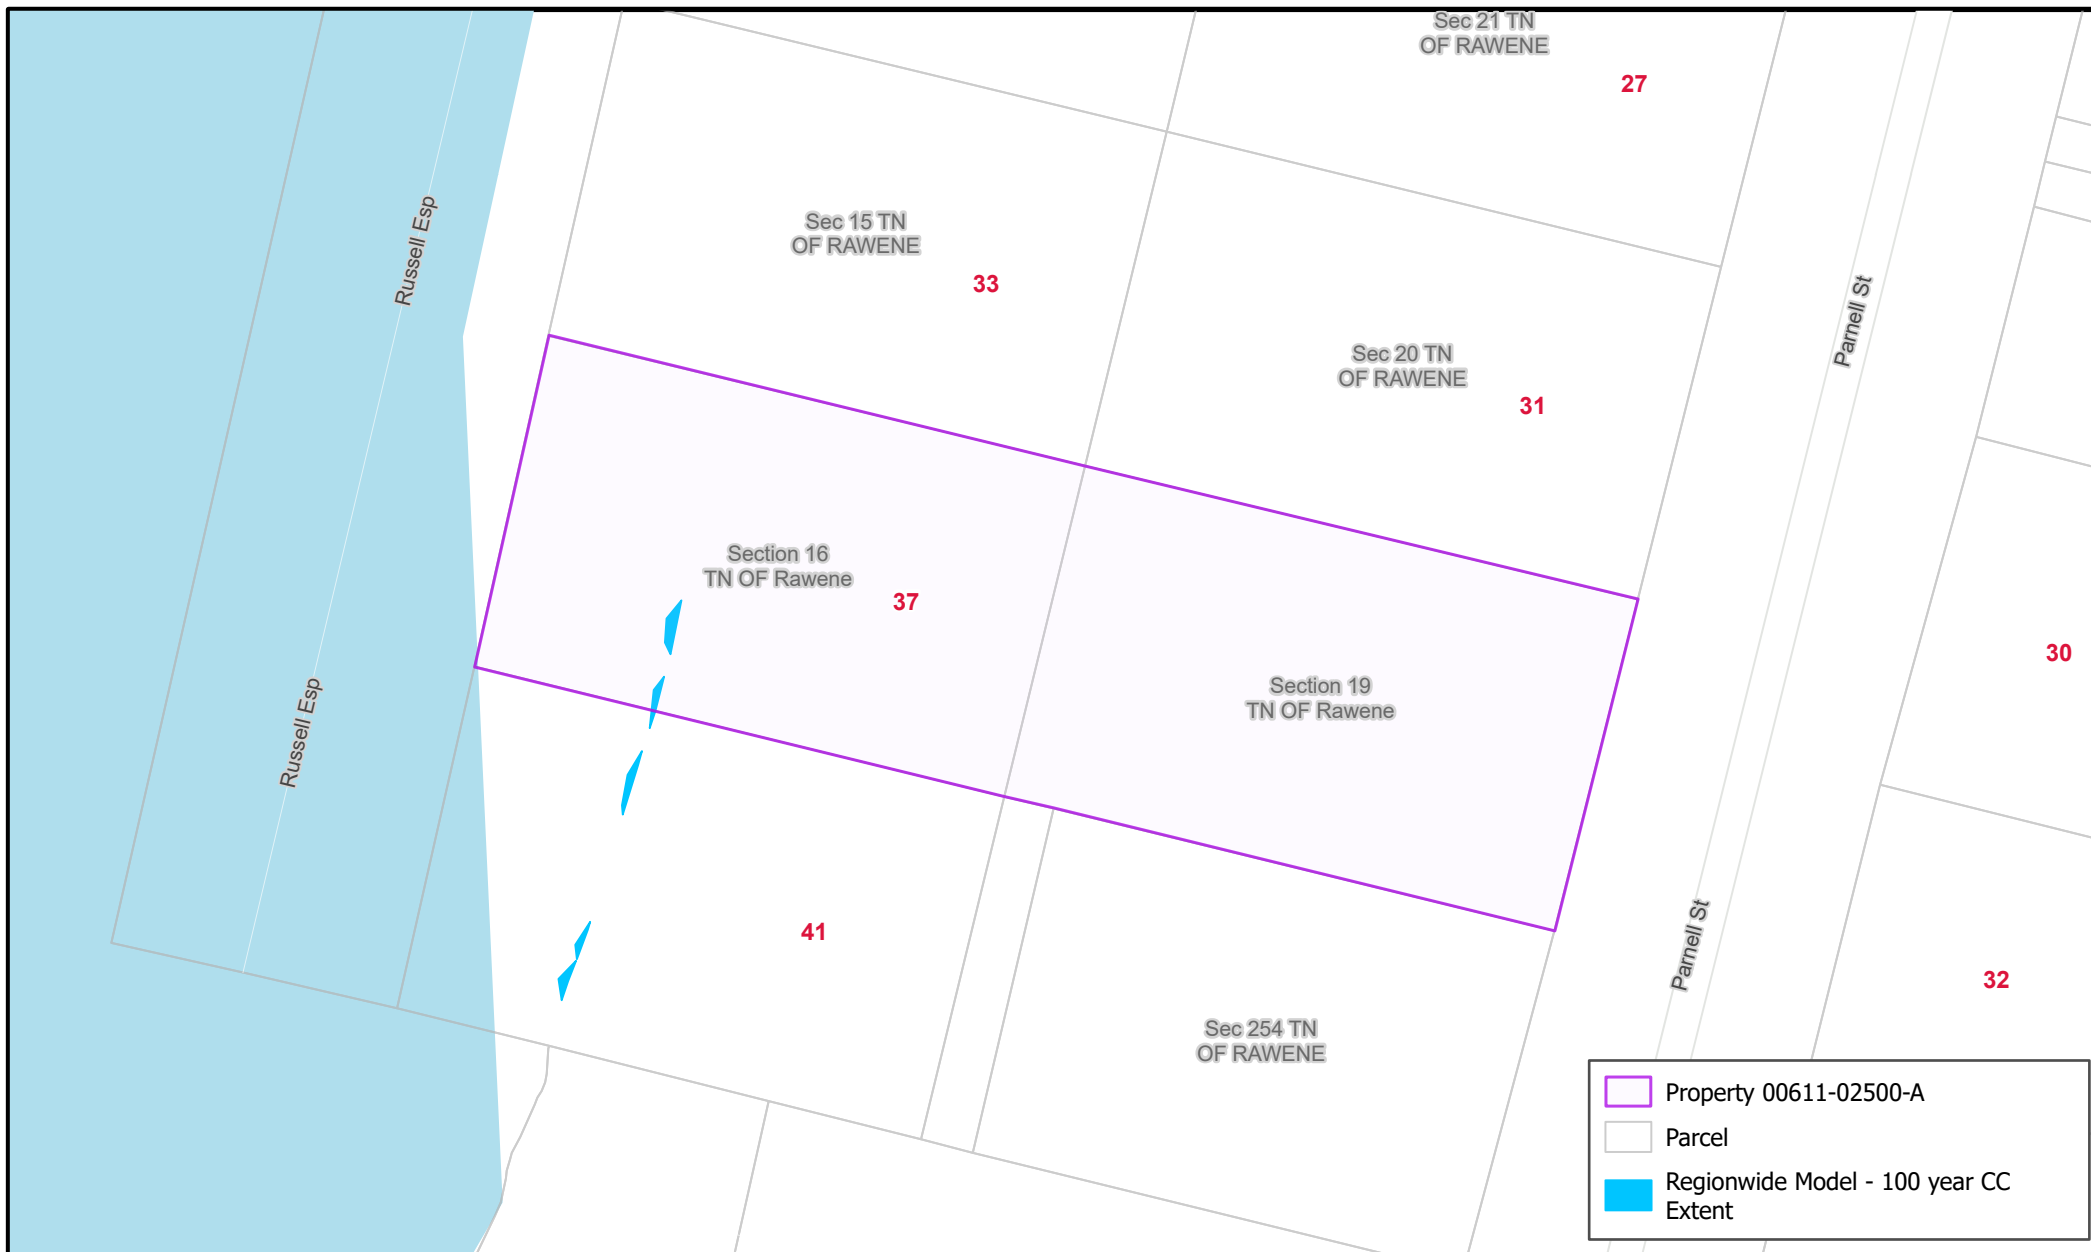 Sec 21 TN
OF RAWENE
27
Russell Esp
Sec 15 TN
OF RAWENE
33
Parnell St
Sec 20 TN
OF RAWENE
31
Section 16
TN OF Rawene
37
30
Russell Esp
Section 19
TN OF Rawene
41
Parnell St
32
Sec 254 TN
OF RAWENE
Property 00611-02500-A
Parcel
Regionwide Model - 100 year CC
Extent